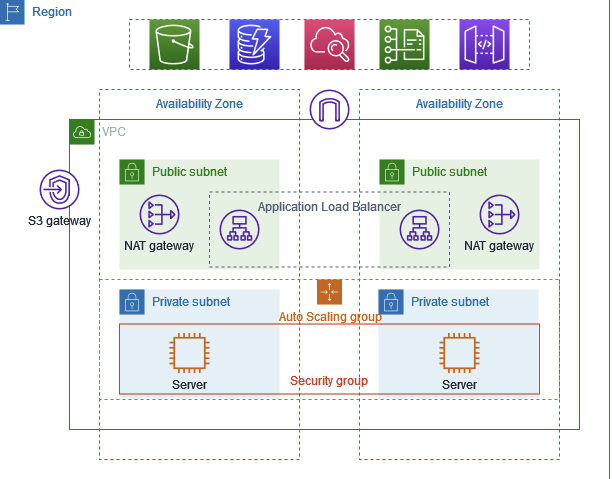 Region
Availability Zone
Availability Zone
VPC
Public subnet
Public subnet
S3 gateway
Application Load Balancer
NAT gateway
NAT gateway
Private subnet
Private subnet
Auto Scaling group
Security group
Server
Server